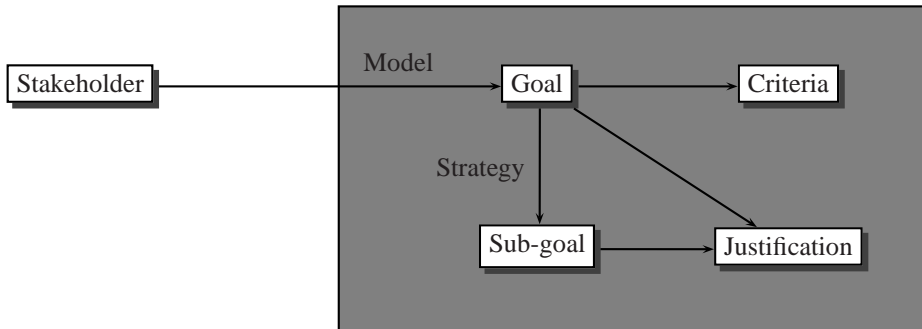 Model
Stakeholder
Goal
Criteria
Strategy
Sub-goal
Justification